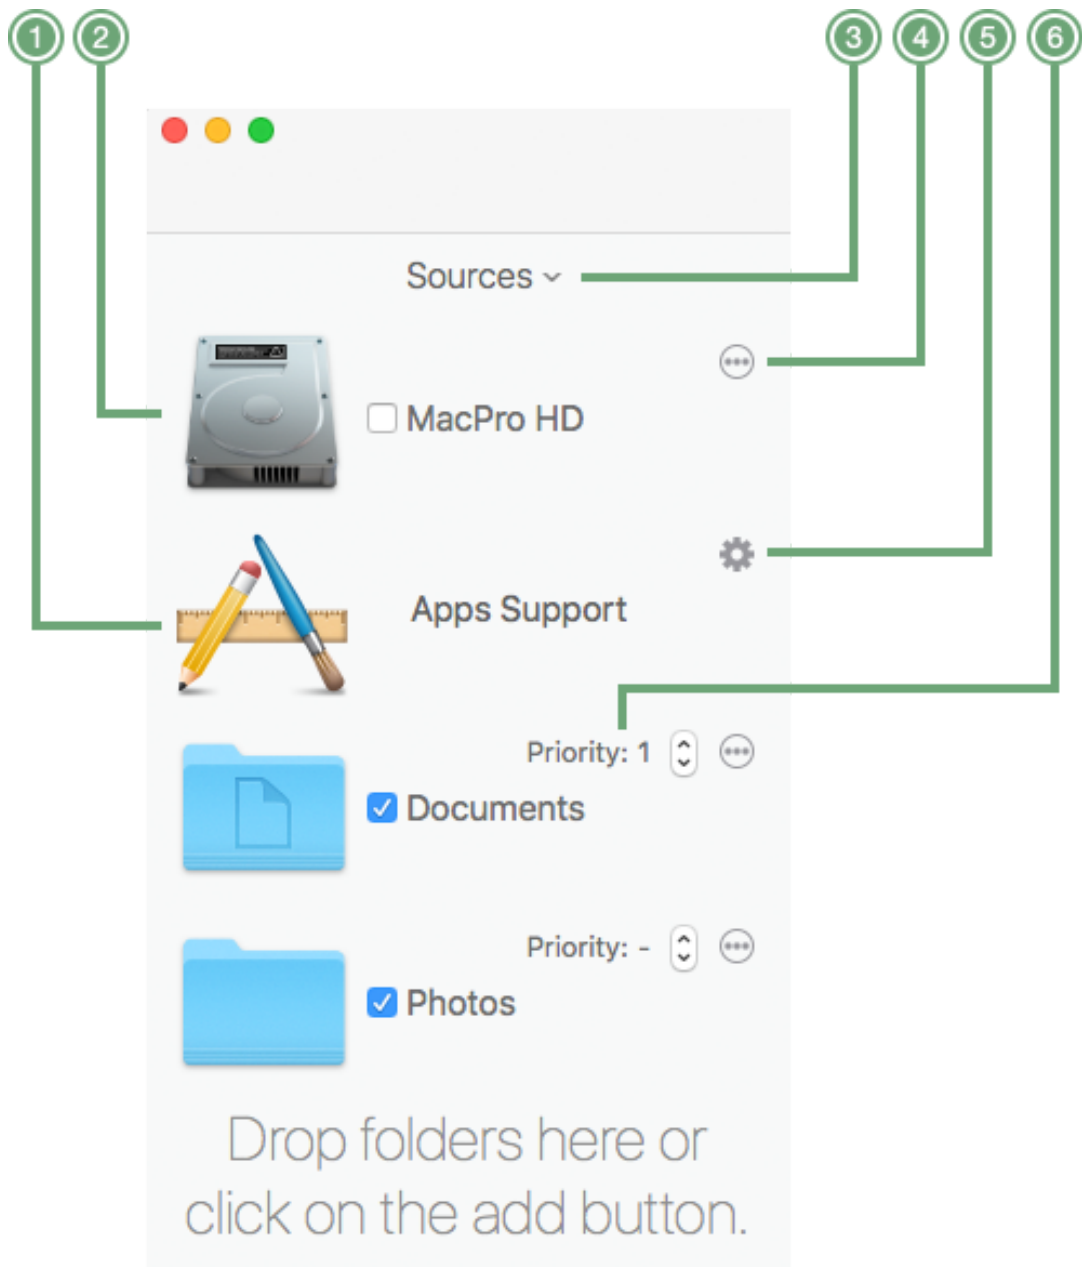 1 2 3 4 5 6
Sources
MacPro HD
Apps Support
Priority: 1
Documents
Priority: -
Photos
Drop folders here or
click on the add button.